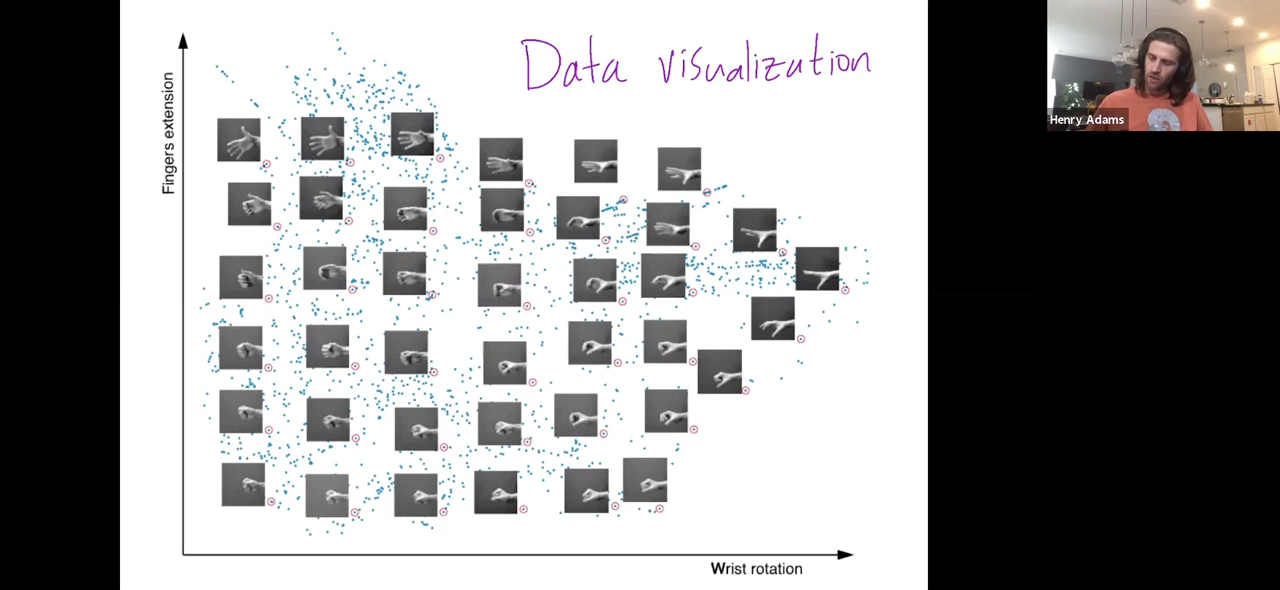 Data visualization
Henry Adams
Fingers extension
Wrist rotation